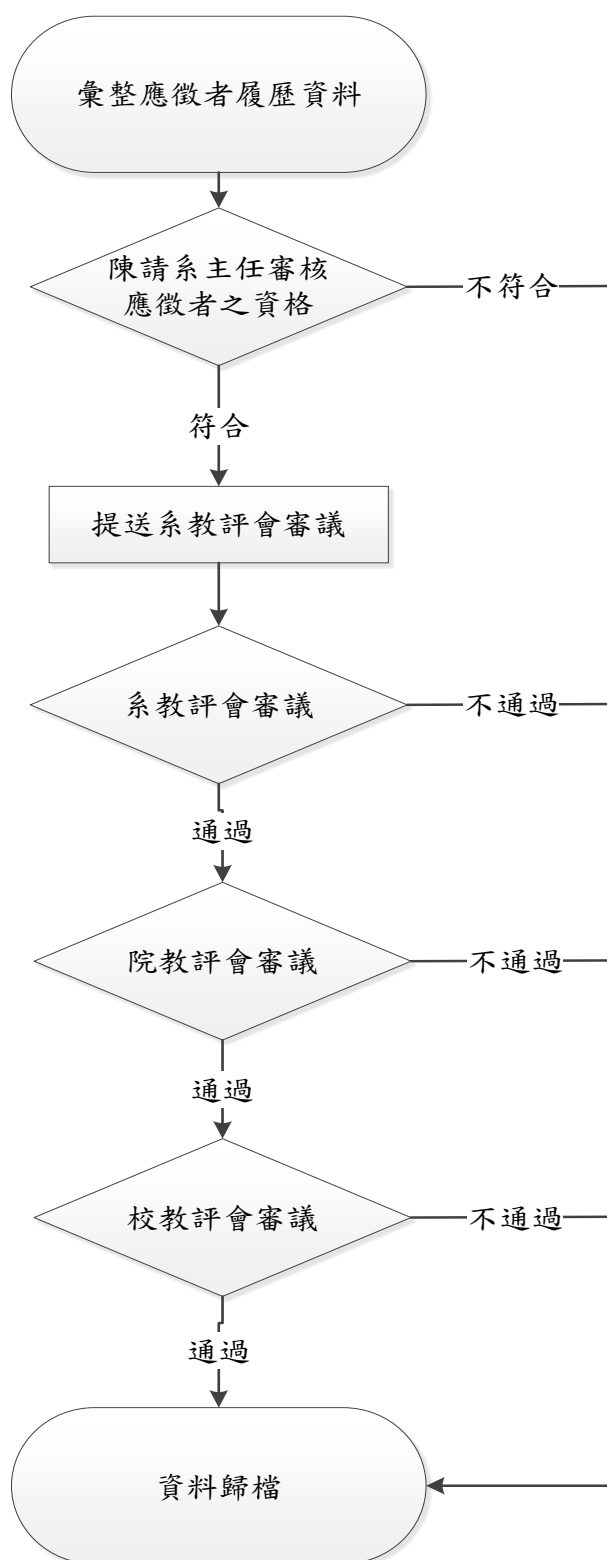 彙整應徵者履歷資料
陳請系主任審核
應徵者之資格
不符合
符合
提送系教評會審議
系教評會審議
不通過
通過
院教評會審議
不通過
通過
校教評會審議
不通過
通過
資料歸檔